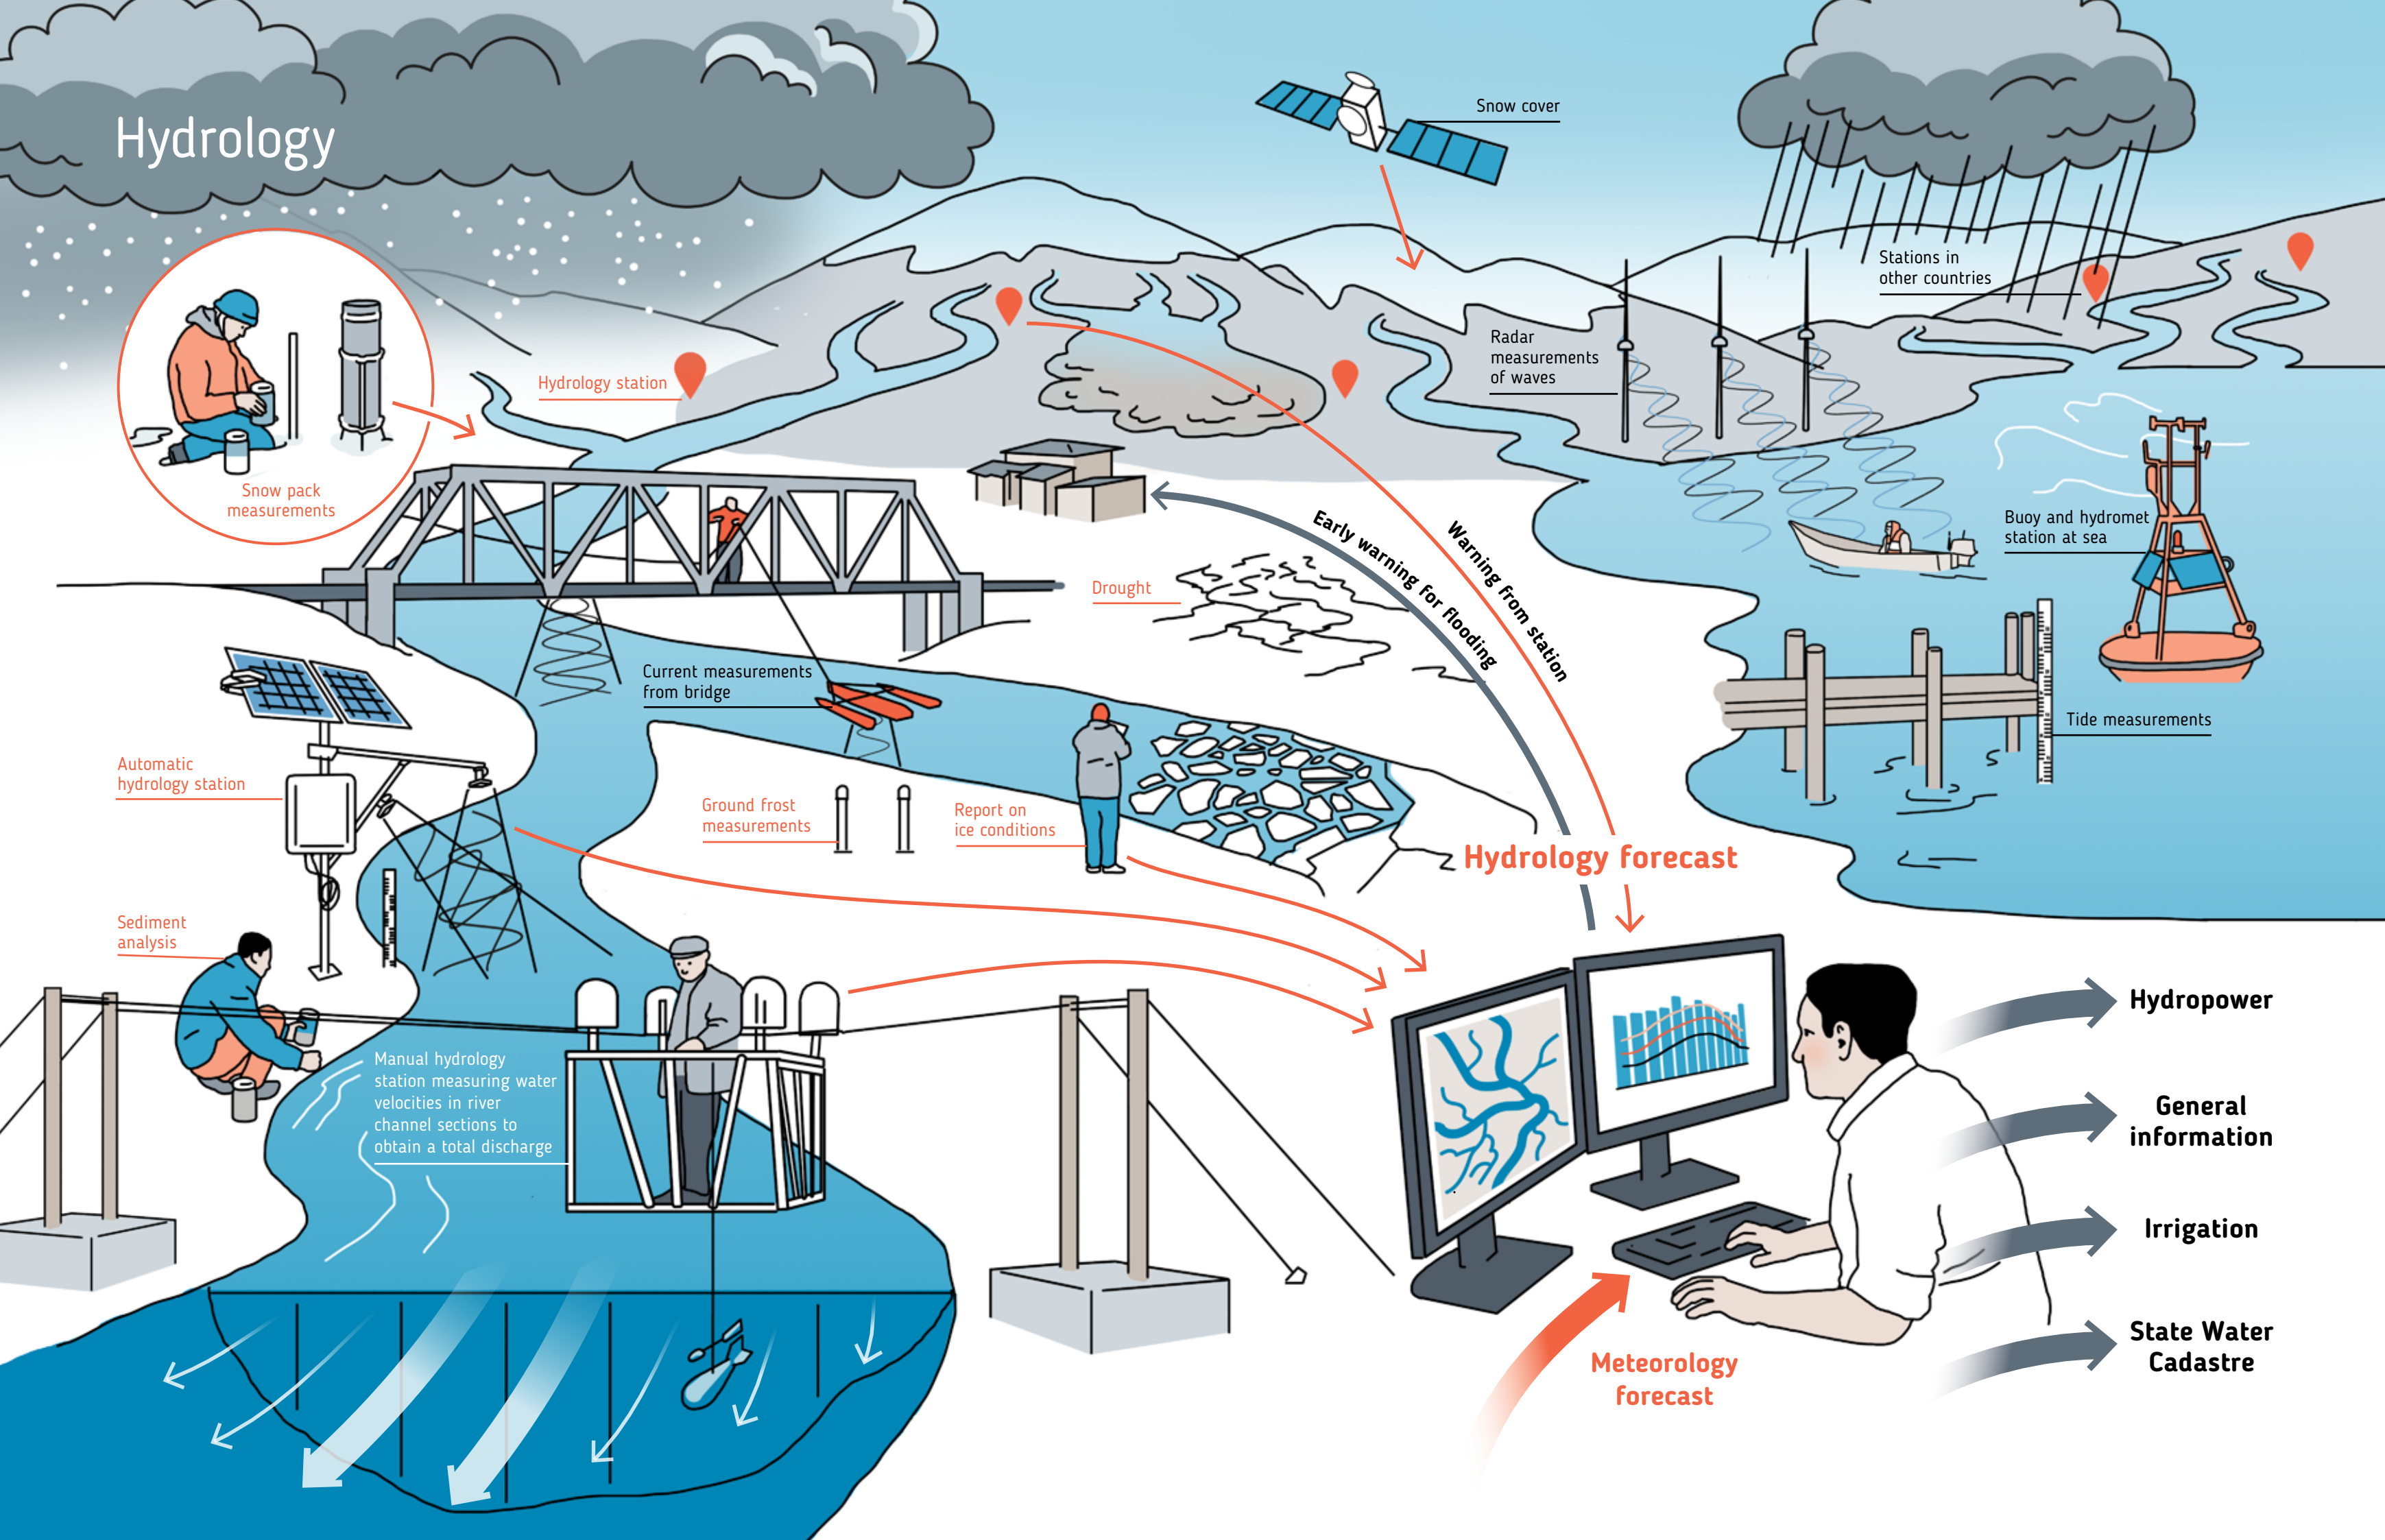 Hydrology
Snow cover
Stations in
other countries
Radar
measurements
of waves
Hydrology station
Snow pack
measurements
Buoy and hydromet
station at sea
Early warning for flooding
Warning from station
Drought
Current measurements
from bridge
Tide measurements
Automatic
hydrology station
Ground frost
measurements
Report on
ice conditions
Hydrology forecast
Sediment
analysis
Manual hydrology
station measuring water
velocities in river
channel sections to
obtain a total discharge
Hydropower
General
information
Irrigation
State Water
Cadastre
Meteorology
forecast